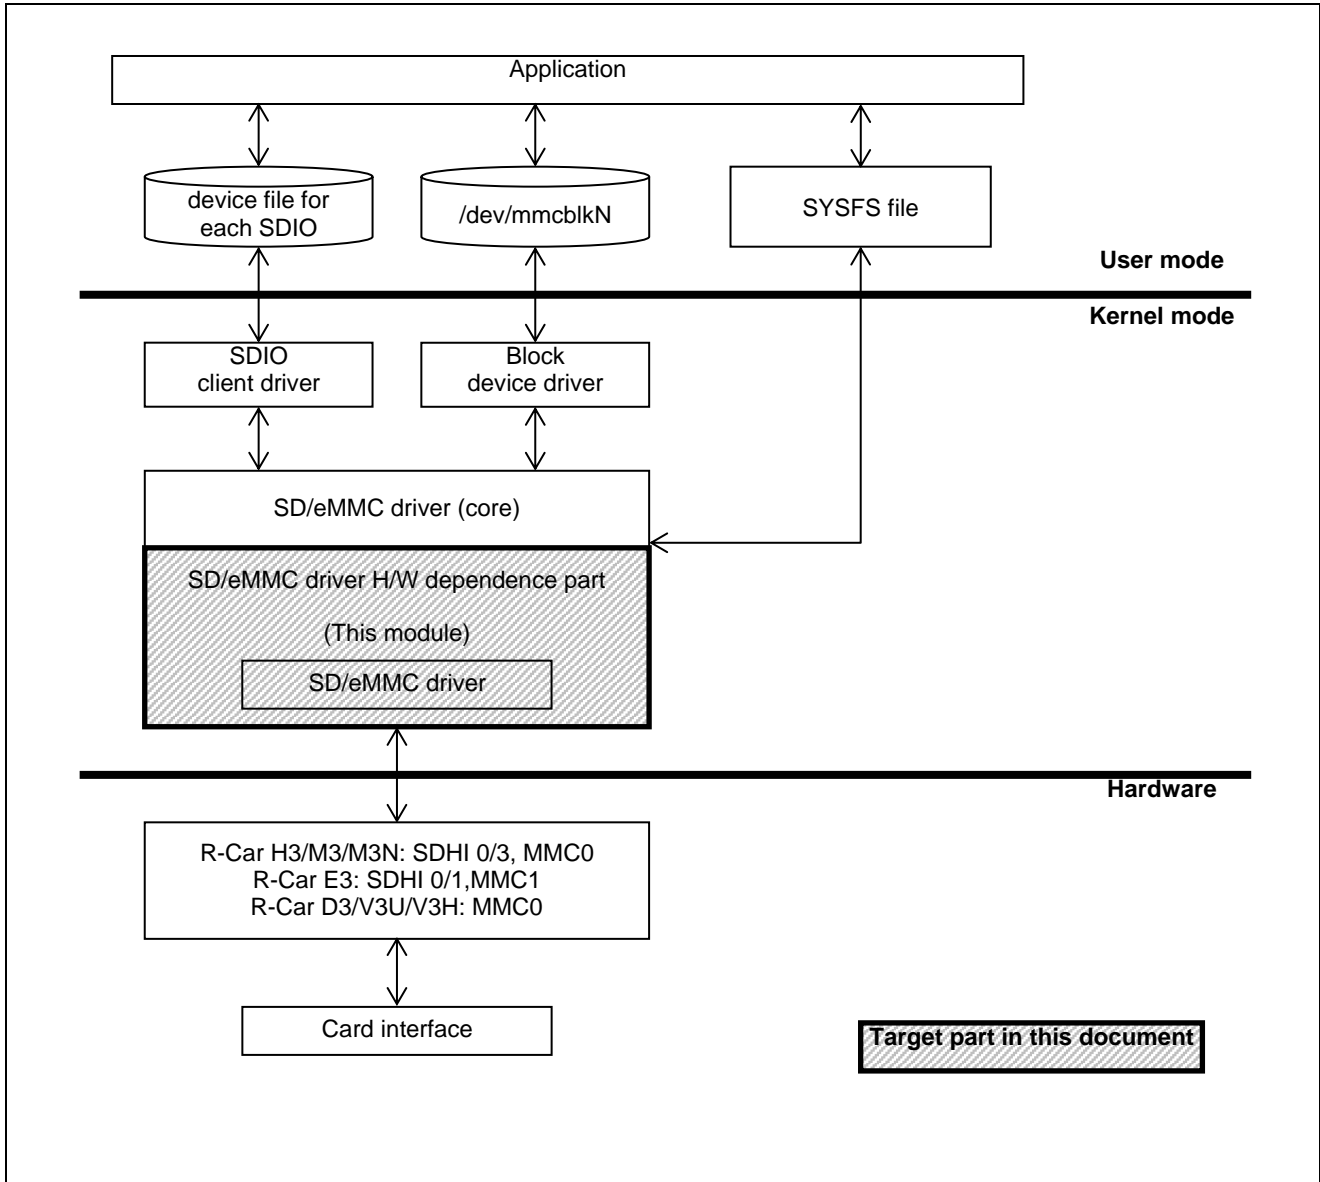 Application
device file for
each SDIO
/dev/mmcblkN
SYSFS file
User mode
Kernel mode
SDIO
client driver
Block
device driver
SD/eMMC driver (core)
SD/eMMC driver H/W dependence part
(This module)
SD/eMMC driver
Hardware
R-Car H3/M3/M3N: SDHI 0/3, MMC0
R-Car E3: SDHI 0/1,MMC1
R-Car D3/V3U/V3H: MMC0
Card interface
Target part in this document